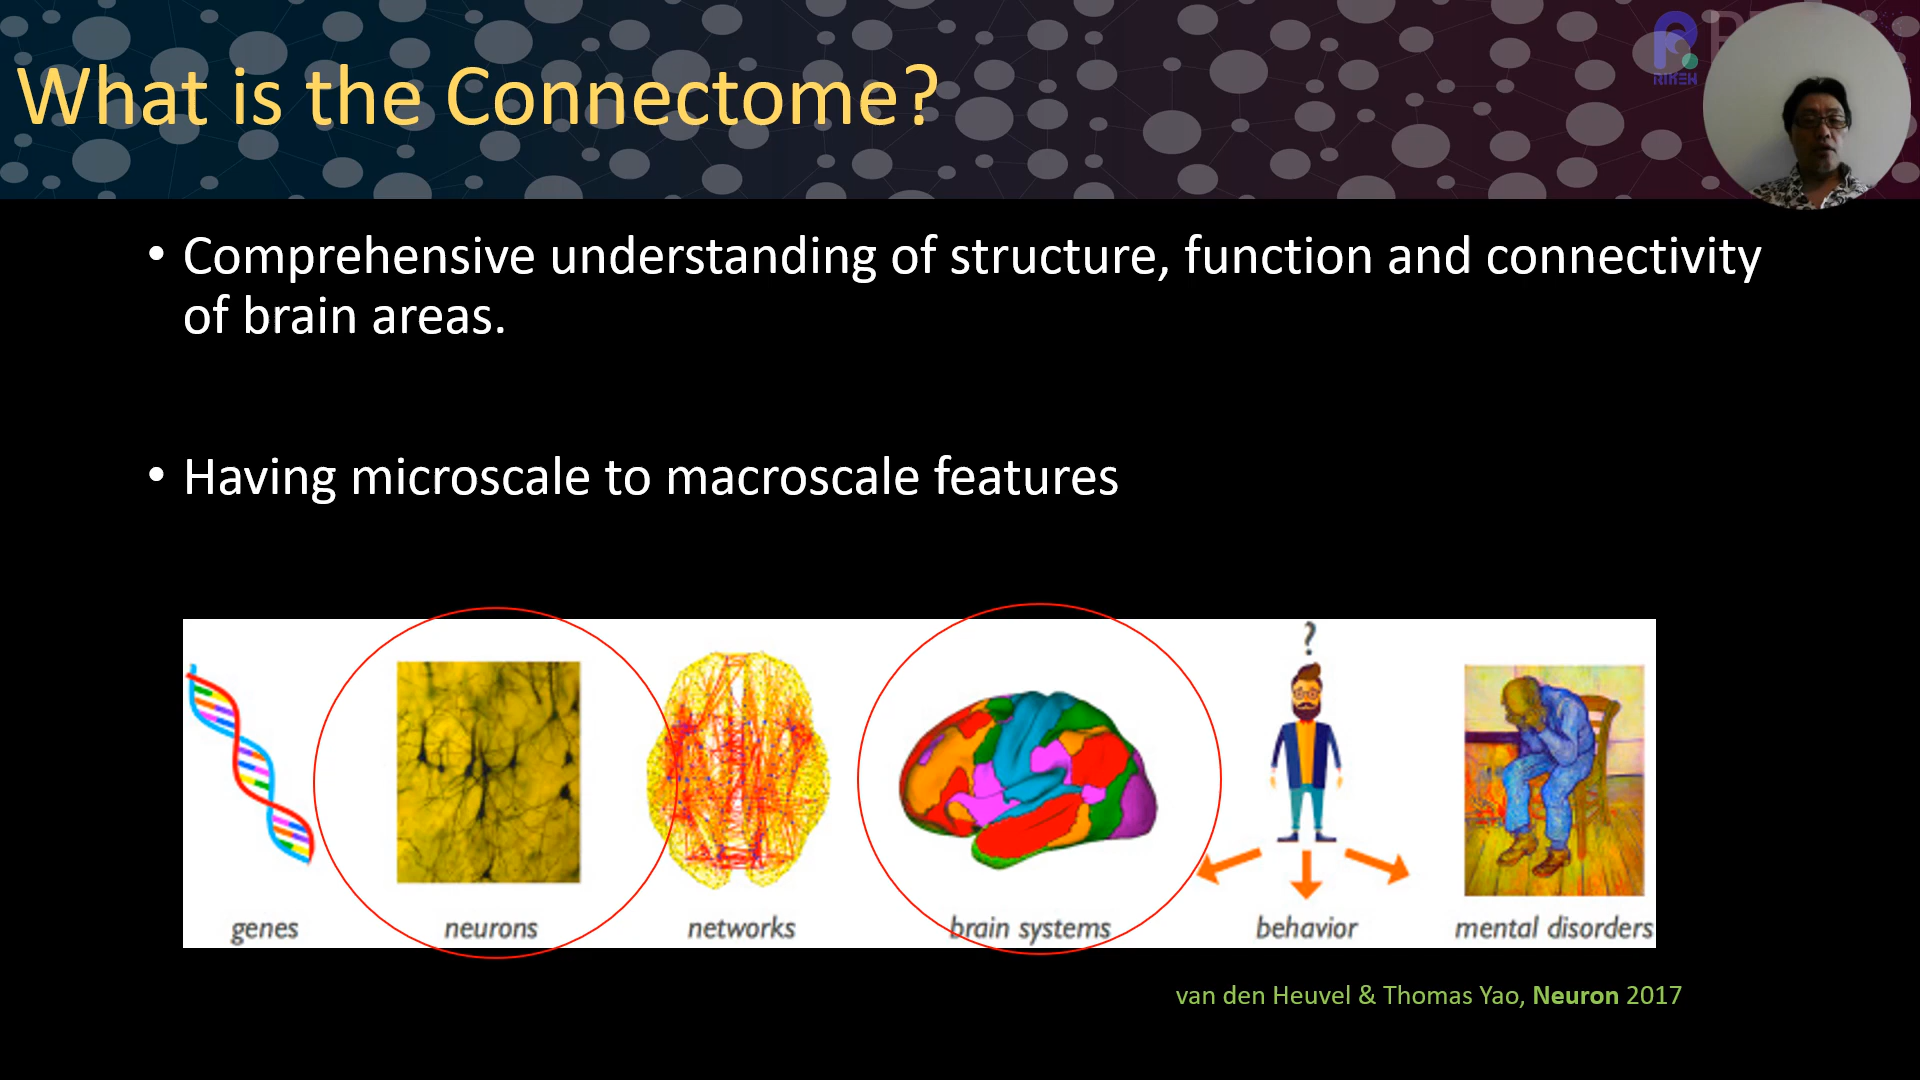 What is the Connectome?
RIKEN
• Comprehensive understanding of structure, function and connectivity
of brain areas.
• Having microscale to macroscale features
?
genes neurons networks brain systems behavior mental disorders
van den Heuvel & Thomas Yao, Neuron 2017